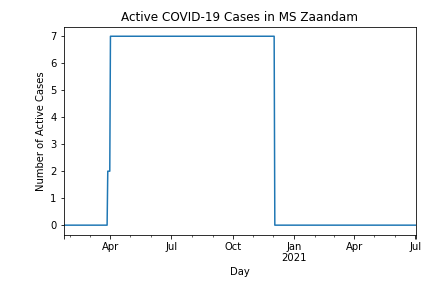 Active COVID-19 Cases in MS Zaandam
Number of Active Cases
7
6
5
4
3
2
1
0
Apr
Jul
Oct
Jan
2021
Apr
Jul
Day